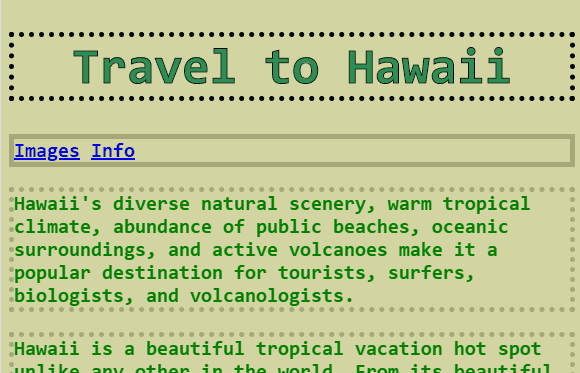 Travel to Hawaii
Images Info
Hawaii's diverse natural scenery, warm tropical
climate, abundance of public beaches, oceanic
surroundings, and active volcanoes make it a
popular destination for tourists, surfers,
biologists, and volcanologists.
Hawaii is a beautiful tropical vacation hot spot
unlike any other in the world. From its beautiful